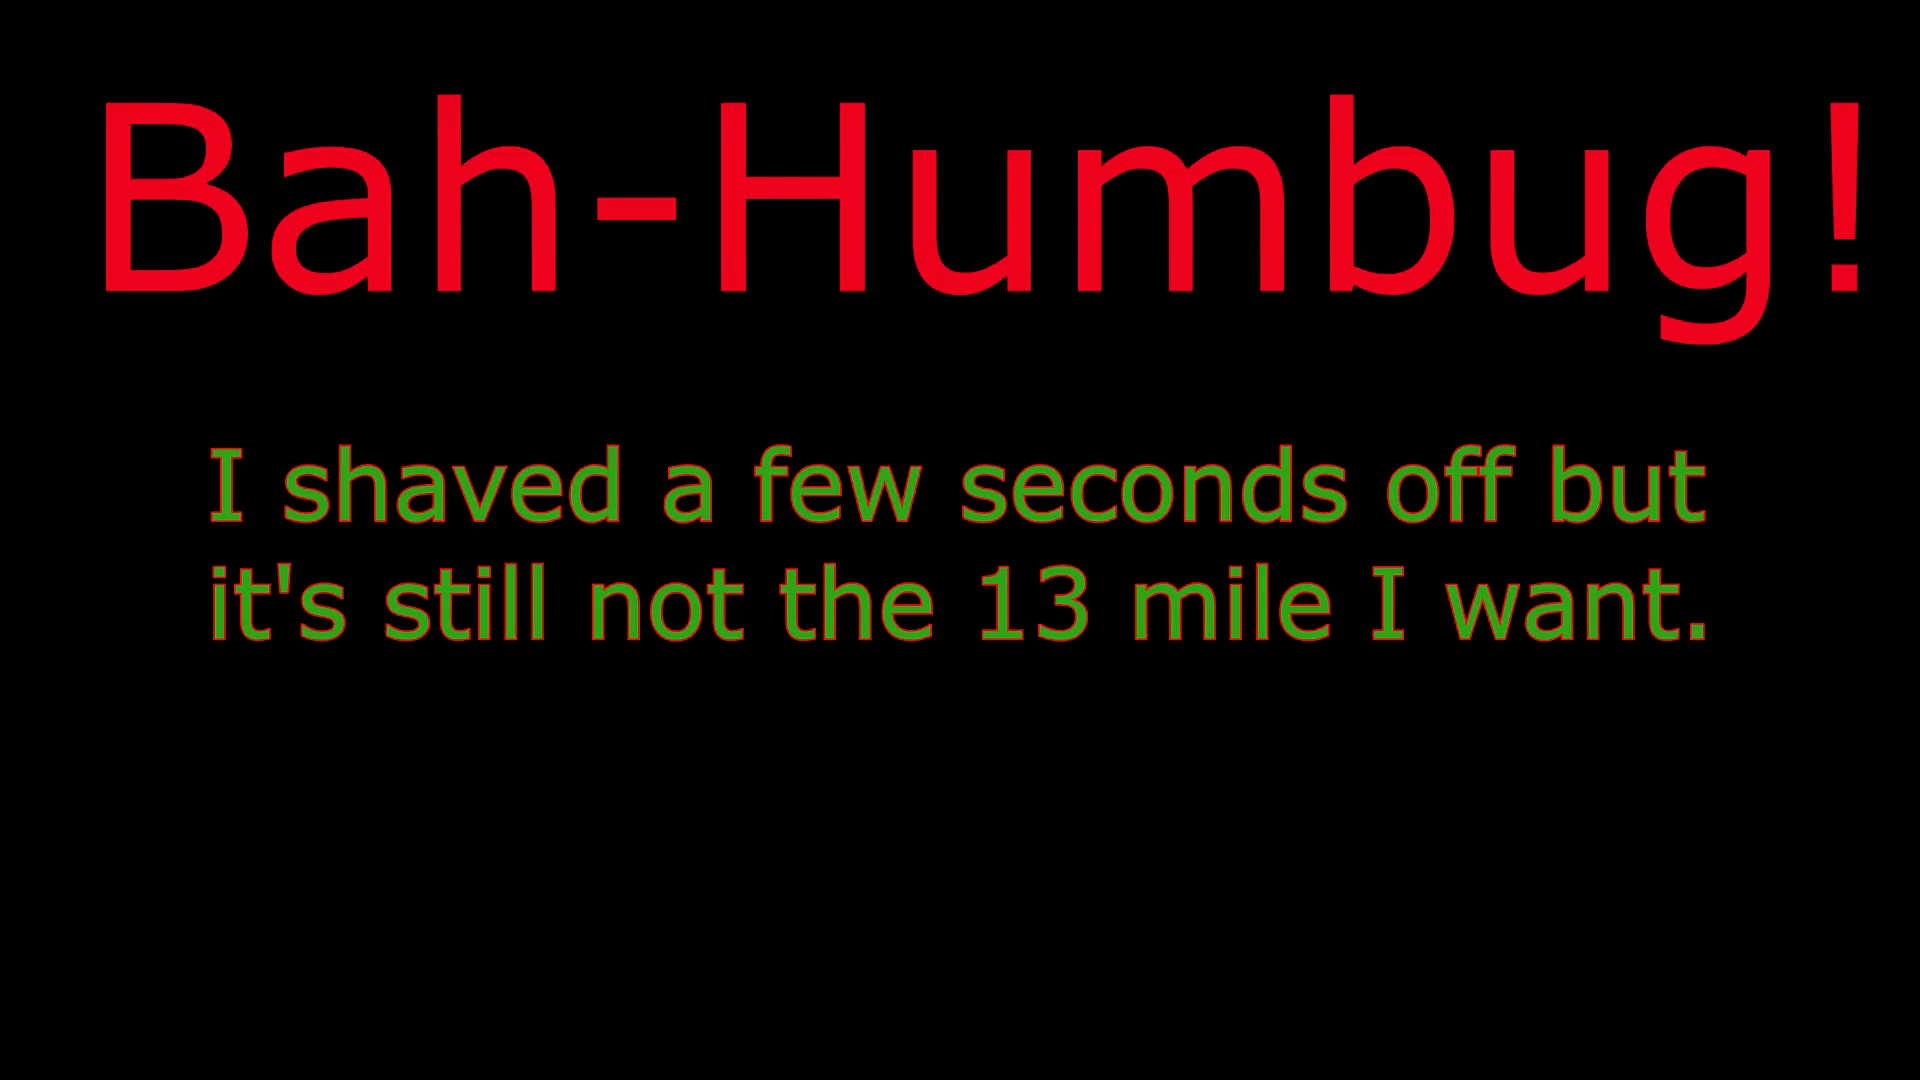 Bah-Humbug!
I shaved a few seconds off but
it's still not the 13 mile I want.